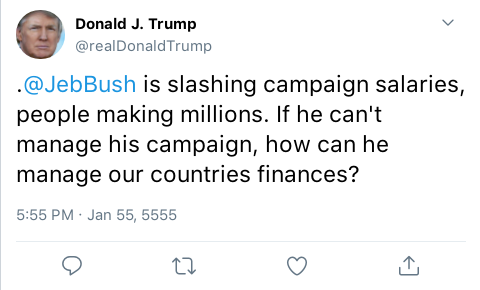 Donald J. Trump
@realDonaldTrump
.@JebBush is slashing campaign salaries,
people making millions. If he can't
manage his campaign, how can he
manage our countries finances?
5:55 PM · Jan 55, 5555